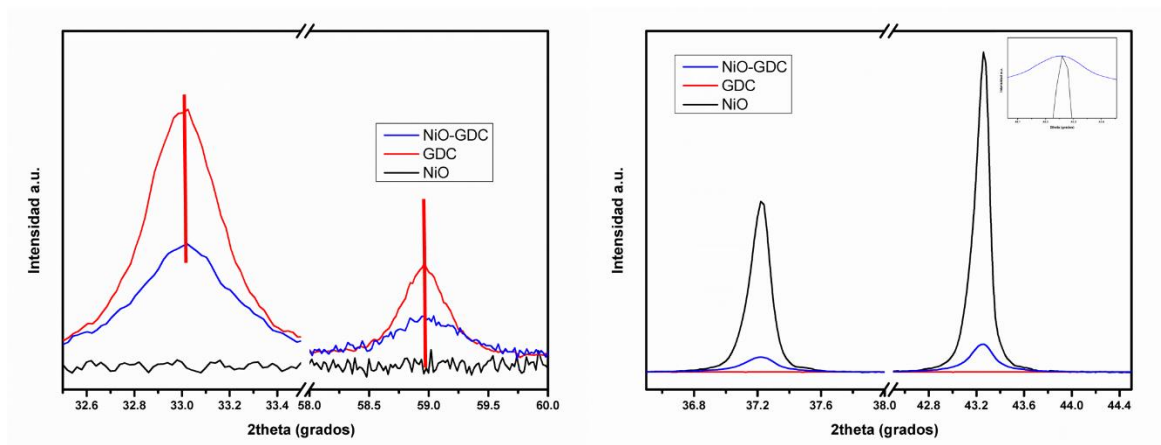 NiO-GDC
GDC
NiO
Intensidad a.u.
32.6 32.8 33.0 33.2 33.4 58.0 58.5 59.0 59.5 60.0
2theta (grados)
NiO-GDC
GDC
NiO
Intensidad a.u.
36.8 37.2 37.6 38.0 42.8 43.2 43.6 44.0 44.4
2theta (grados)